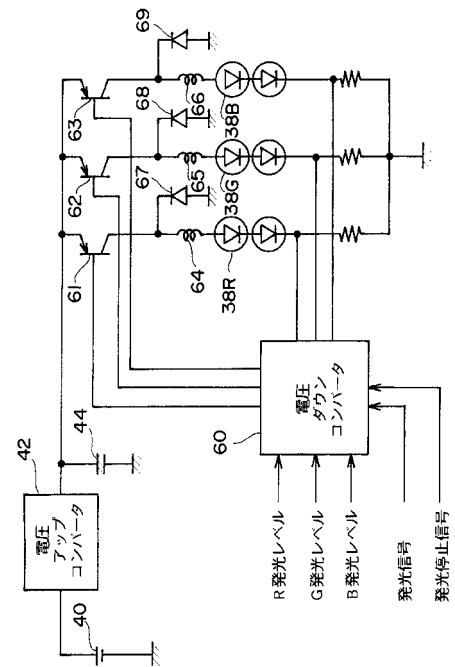 42
電圧
アップ
コンバータ
40
44
61
62
63
67
68
69
64
65
66
38R
38G
38B
60
電圧
ダウン
コンバータ
R発光レベル
G発光レベル
B発光レベル
発光信号
発光停止信号